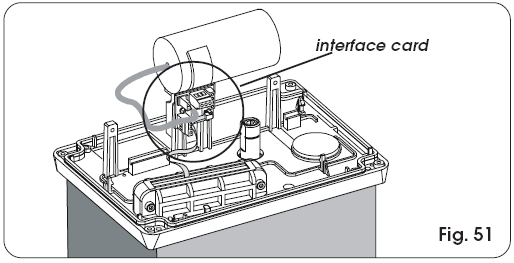 interface card
Fig. 51